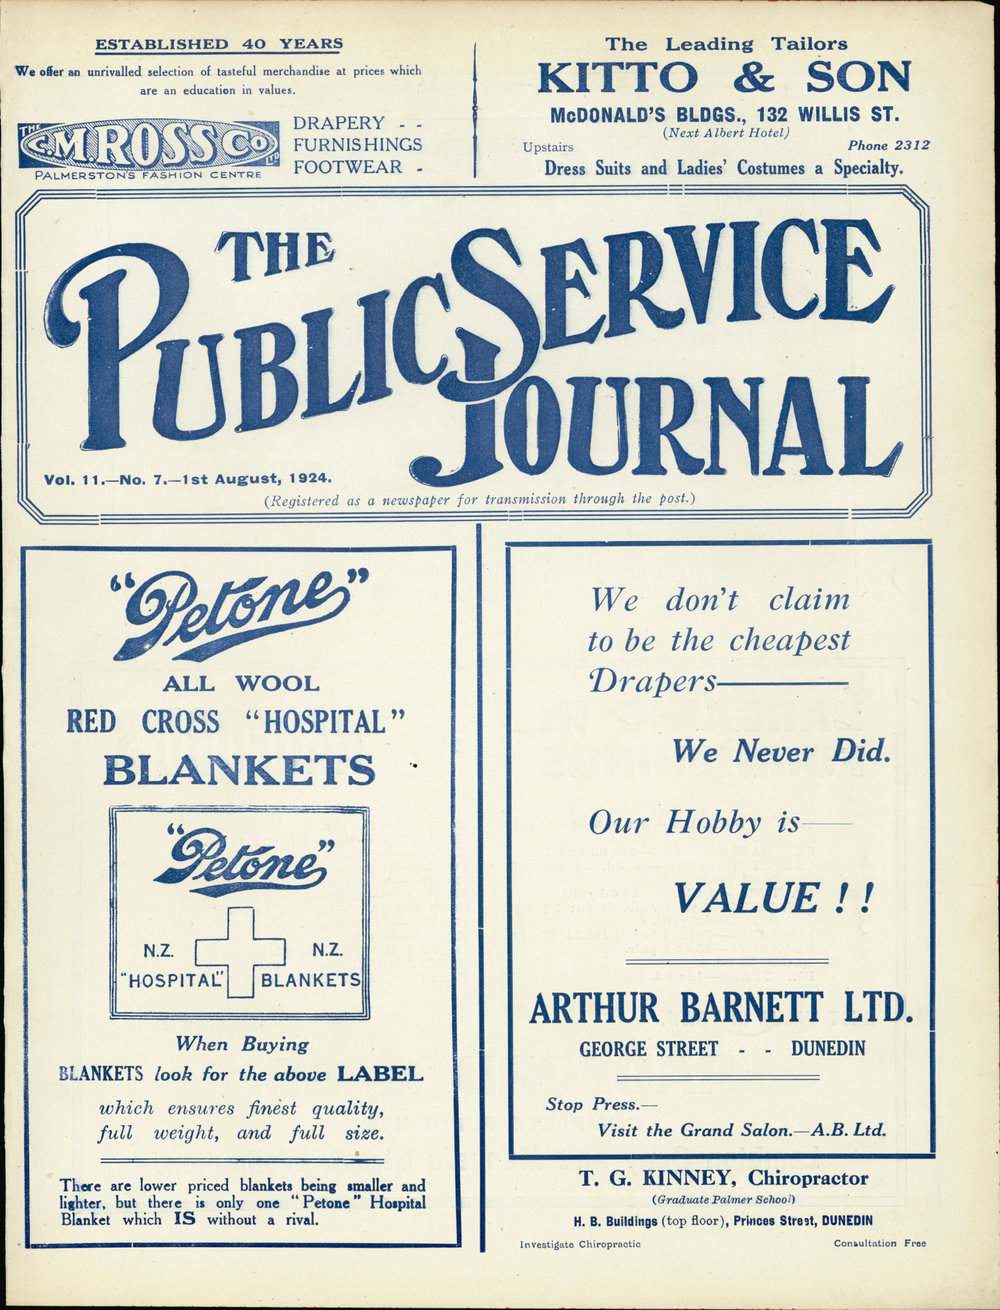 ESTABLISHED 40 YEARS
We offer an unrivalled selection of tasteful merchandise at prices which
are an education in values.
THE
C.M. ROSS CO
LTD
PALMERSTON'S FASHION CENTRE
DRAPERY - -
FURNISHINGS
FOOTWEAR -
The Leading Tailors
KITTO & SON
McDONALD'S BLDGS., 132 WILLIS ST.
(Next Albert Hotel)
Upstairs Phone 2312
Dress Suits and Ladies' Costumes a Specialty.
THE
PUBLIC SERVICE
JOURNAL
Vol. 11.—No. 7.—1st August, 1924.
(Registered as a newspaper for transmission through the post.)
"Petone"
ALL WOOL
RED CROSS "HOSPITAL"
BLANKETS
"Petone"
N.Z. N.Z.
"HOSPITAL" BLANKETS
When Buying
BLANKETS look for the above LABEL
which ensures finest quality,
full weight, and full size.
There are lower priced blankets being smaller and
lighter, but there is only one "Petone" Hospital
Blanket which IS without a rival.
We don't claim
to be the cheapest
Drapers—
We Never Did.
Our Hobby is—
VALUE ! !
ARTHUR BARNETT LTD.
GEORGE STREET - - DUNEDIN
Stop Press.—
Visit the Grand Salon.—A.B. Ltd.
T. G. KINNEY, Chiropractor
(Graduate Palmer School)
H. B. Buildings (top floor), Princes Street, DUNEDIN
Investigate Chiropractic Consultation Free